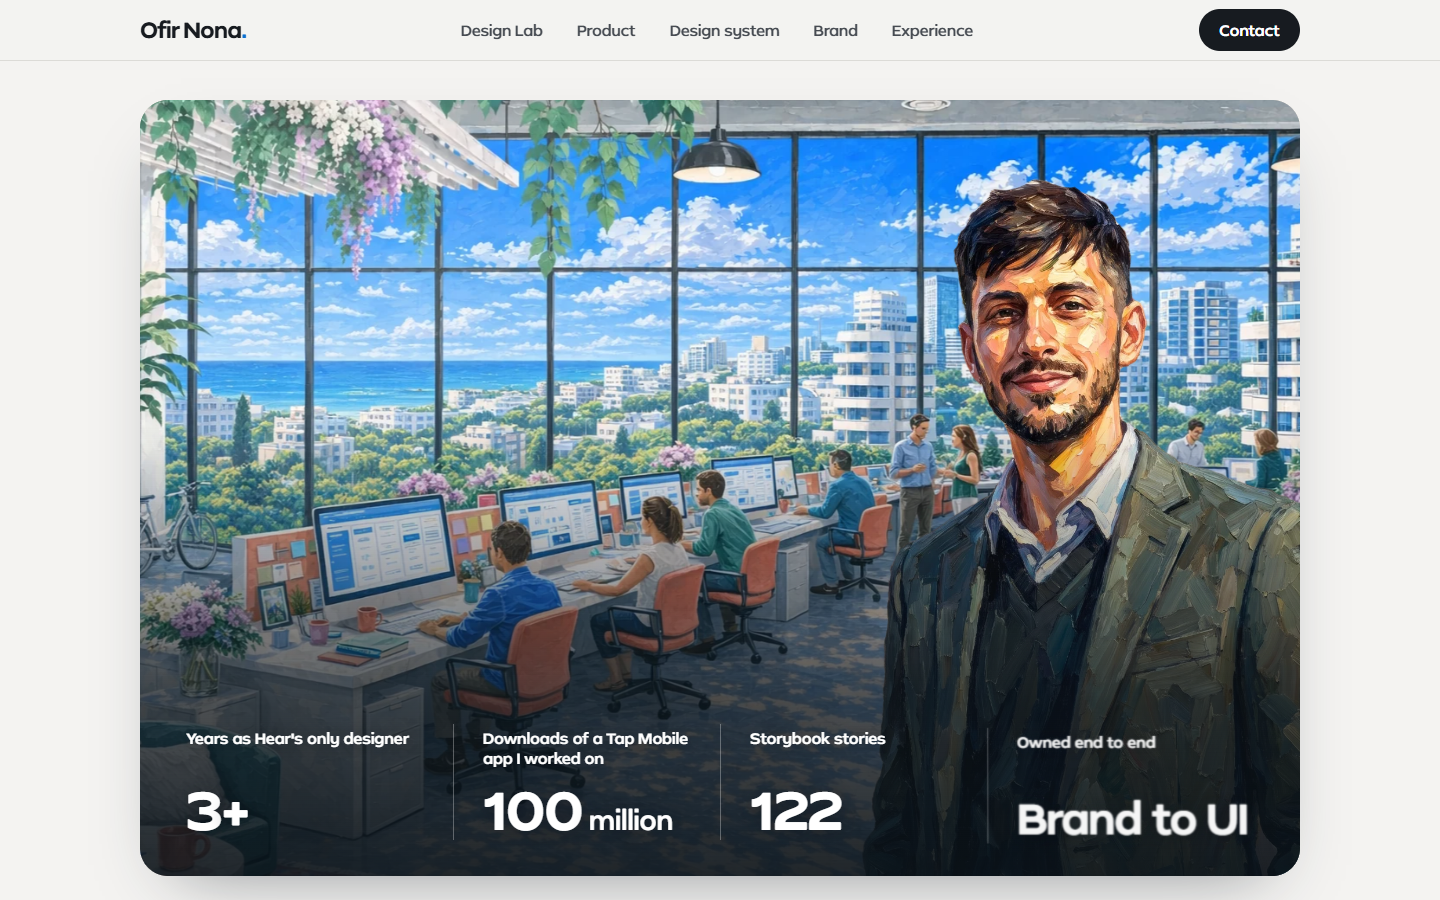 Ofir Nona.
Design Lab
Product
Design system
Brand
Experience
Contact
Years as Hear's only designer
3+
Downloads of a Tap Mobile
app I worked on
100 million
Storybook stories
122
Owned end to end
Brand to UI